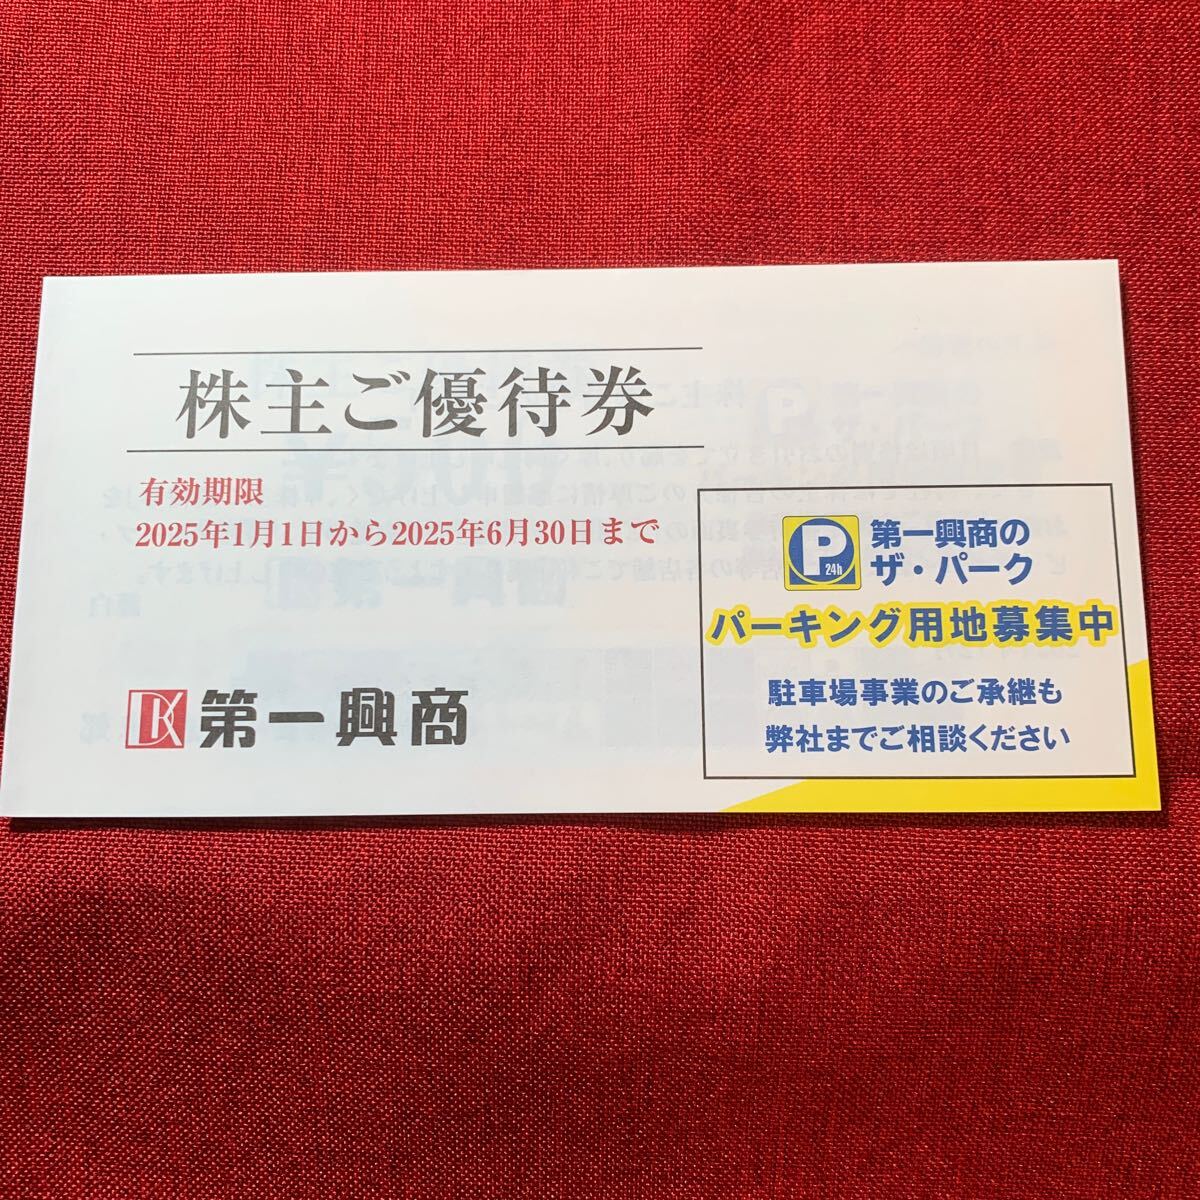 株主ご優待券
有効期限
2025年1月1日から2025年6月30日まで
DK 第一興商
P 24h
第一興商の
ザ・パーク
パーキング用地募集中
駐車場事業のご承継も
弊社までご相談ください